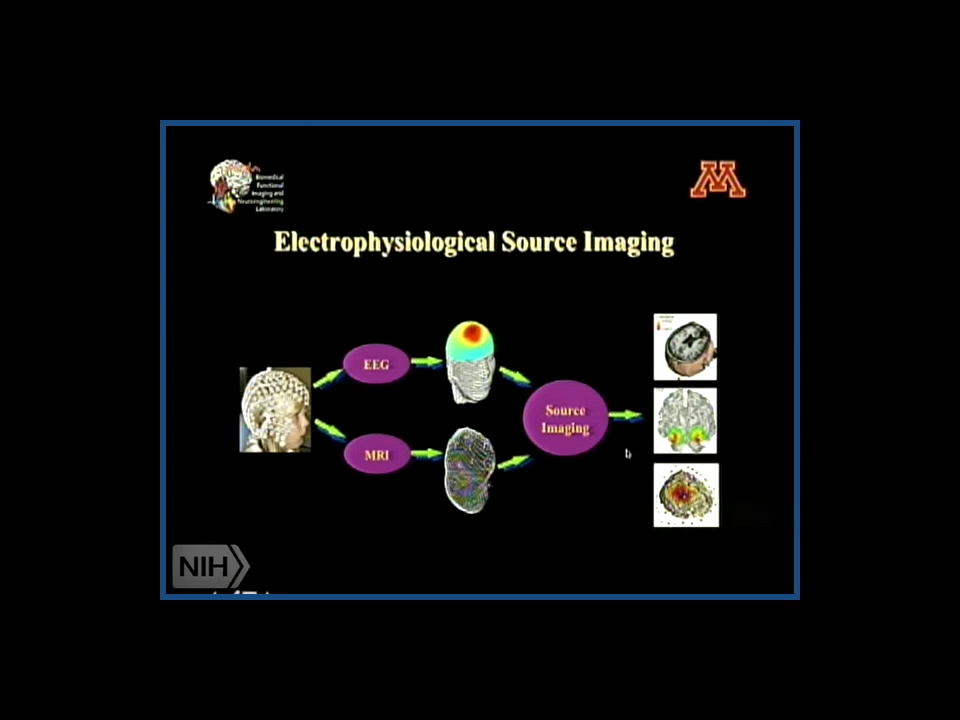 Biomedical
Functional
Imaging and
Neuroengineering
Laboratory
M
Electrophysiological Source Imaging
EEG
MRI
Source
Imaging
NIH